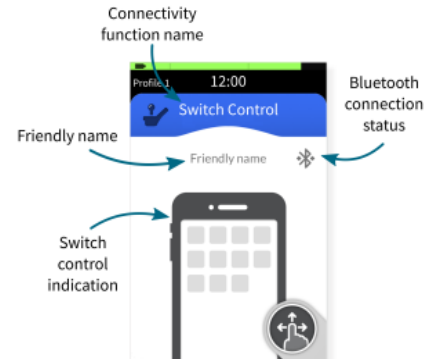 Connectivity
function name
Profile 1
12:00
Switch Control
Bluetooth
connection
status
Friendly name
Friendly name
Switch
control
indication